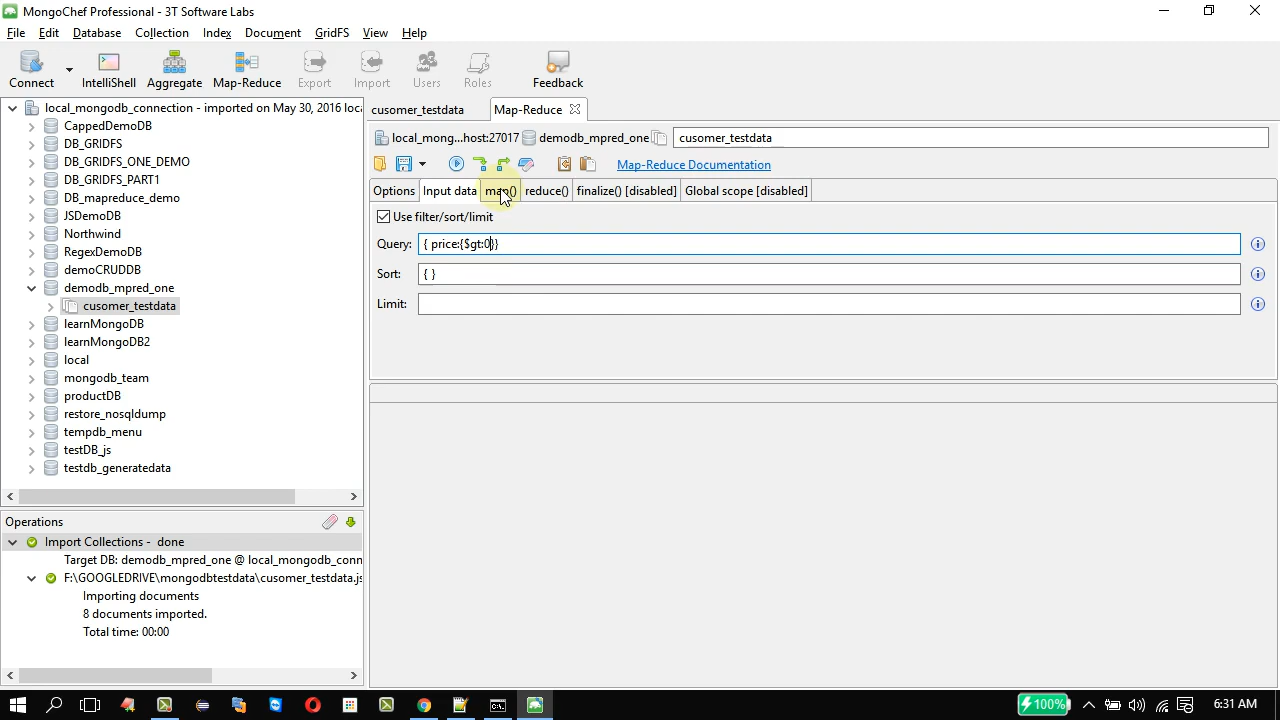 MongoChef Professional - 3T Software Labs
File Edit Database Collection Index Document GridFS View Help
Connect IntelliShell Aggregate Map-Reduce Export Import Users Roles Feedback
local_mongodb_connection - imported on May 30, 2016 loca
CappedDemoDB
DB_GRIDFS
DB_GRIDFS_ONE_DEMO
DB_GRIDFS_PART1
DB_mapreduce_demo
JSDemoDB
Northwind
RegexDemoDB
demoCRUDDB
demodb_mpred_one
cusomer_testdata
learnMongoDB
learnMongoDB2
local
mongodb_team
productDB
restore_nosqldump
tempdb_menu
testDB_js
testdb_generatedata
Operations
Import Collections - done
Target DB: demodb_mpred_one @ local_mongodb_conn
F:\GOOGLEDRIVE\mongodbtestdata\cusomer_testdata.js
Importing documents
8 documents imported.
Total time: 00:00
cusomer_testdata Map-Reduce
local_mong...host:27017 demodb_mpred_one cusomer_testdata
Map-Reduce Documentation
Options Input data map() reduce() finalize() [disabled] Global scope [disabled]
Use filter/sort/limit
Query: { price:{$gt:0}}
Sort: { }
Limit:
100% 6:31 AM